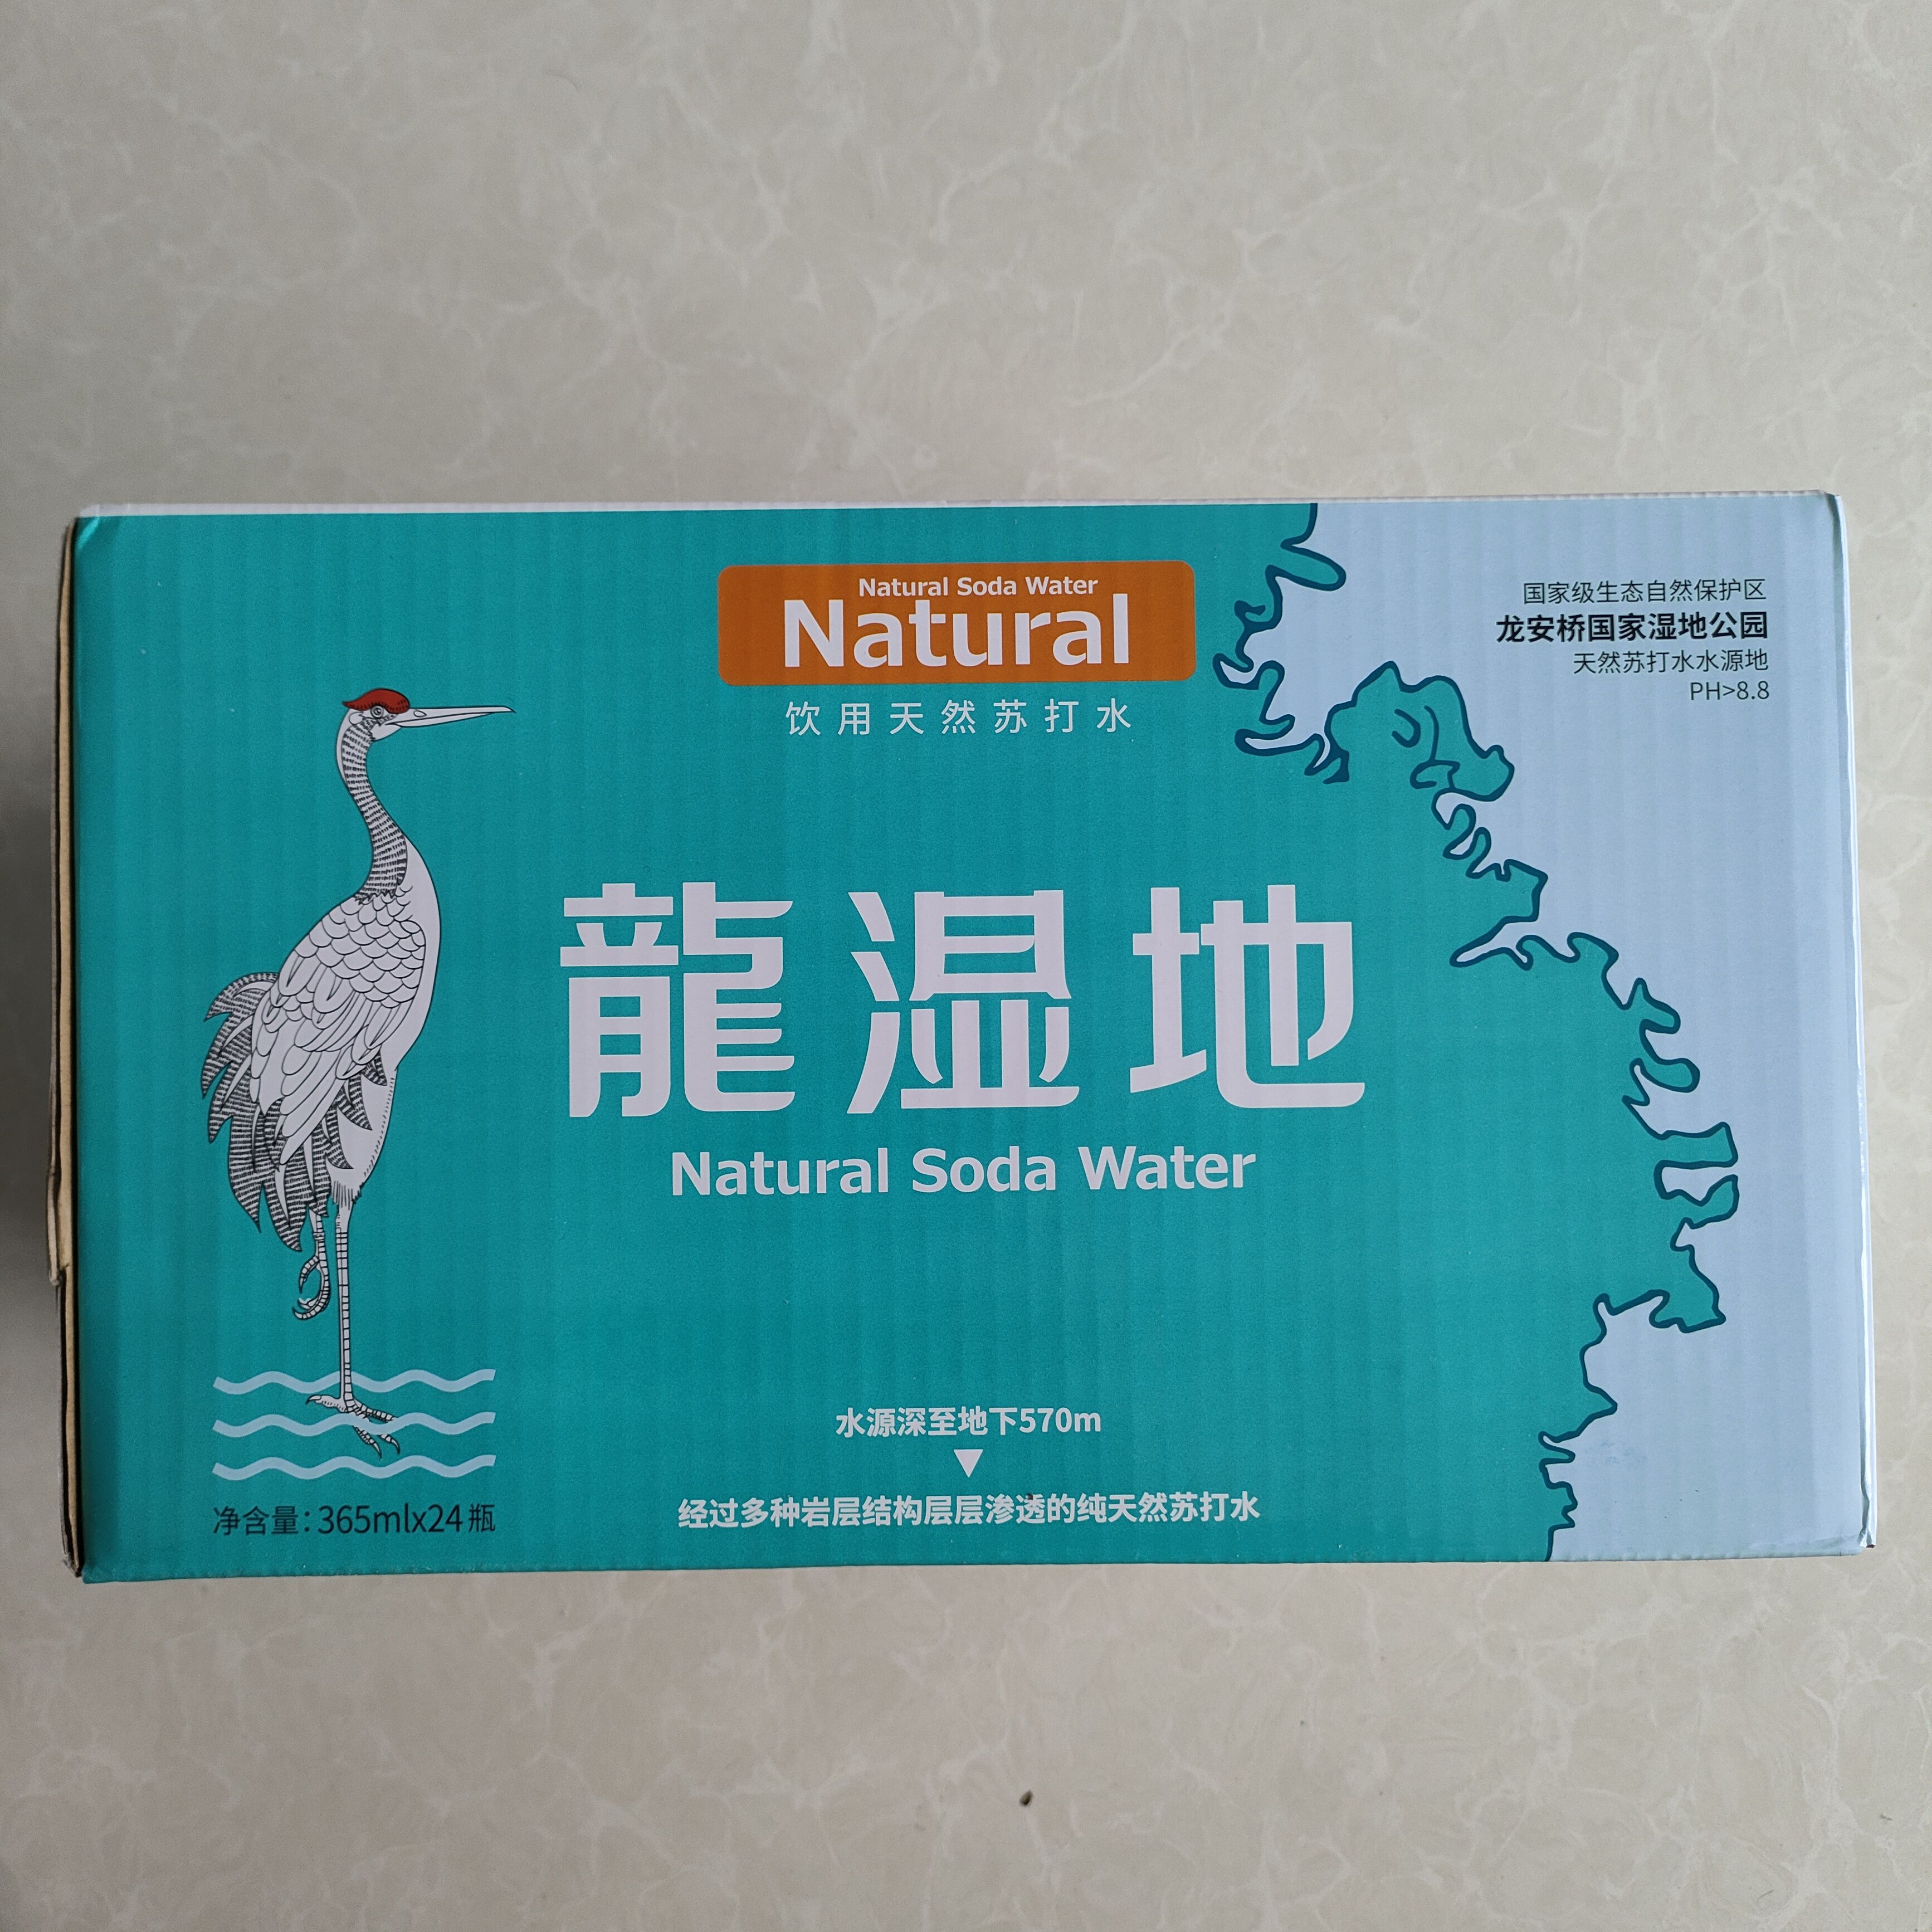 Natural Soda Water
Natural
饮用天然苏打水
国家级生态自然保护区
龙安桥国家湿地公园
天然苏打水水源地
PH>8.8
龍湿地
Natural Soda Water
水源深至地下570m
经过多种岩层结构层层渗透的纯天然苏打水
净含量：365mlx24瓶